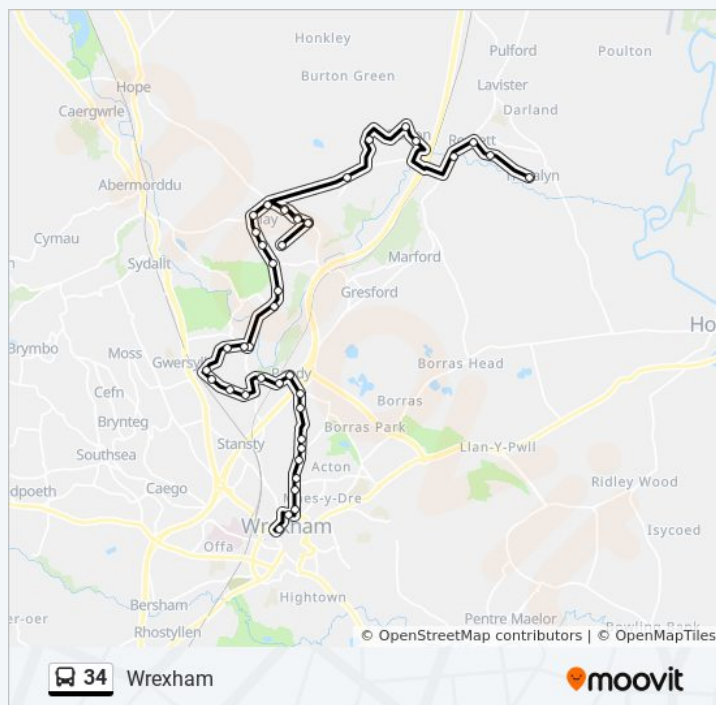 Honkley
Pulford
Poulton
Burton Green
Lavister
Hope
Darland
Caergwrle
Abermorddu
Cymau
Marford
Sydallt
Gresford
Ho
Brymbo
Moss
Gwersyl
Borras Head
Cefn
Borras
Brynteg
Borras Park
Stansty
Llan-Y-Pwll
Southsea
Acton
Ridley Wood
Caego
Wrexham
Isycoed
Offa
Hightown
Bersham
Pentre Maelor
Rhostyllen
© OpenStreetMap contributors | © OpenMapTiles
34 Wrexham
moovit